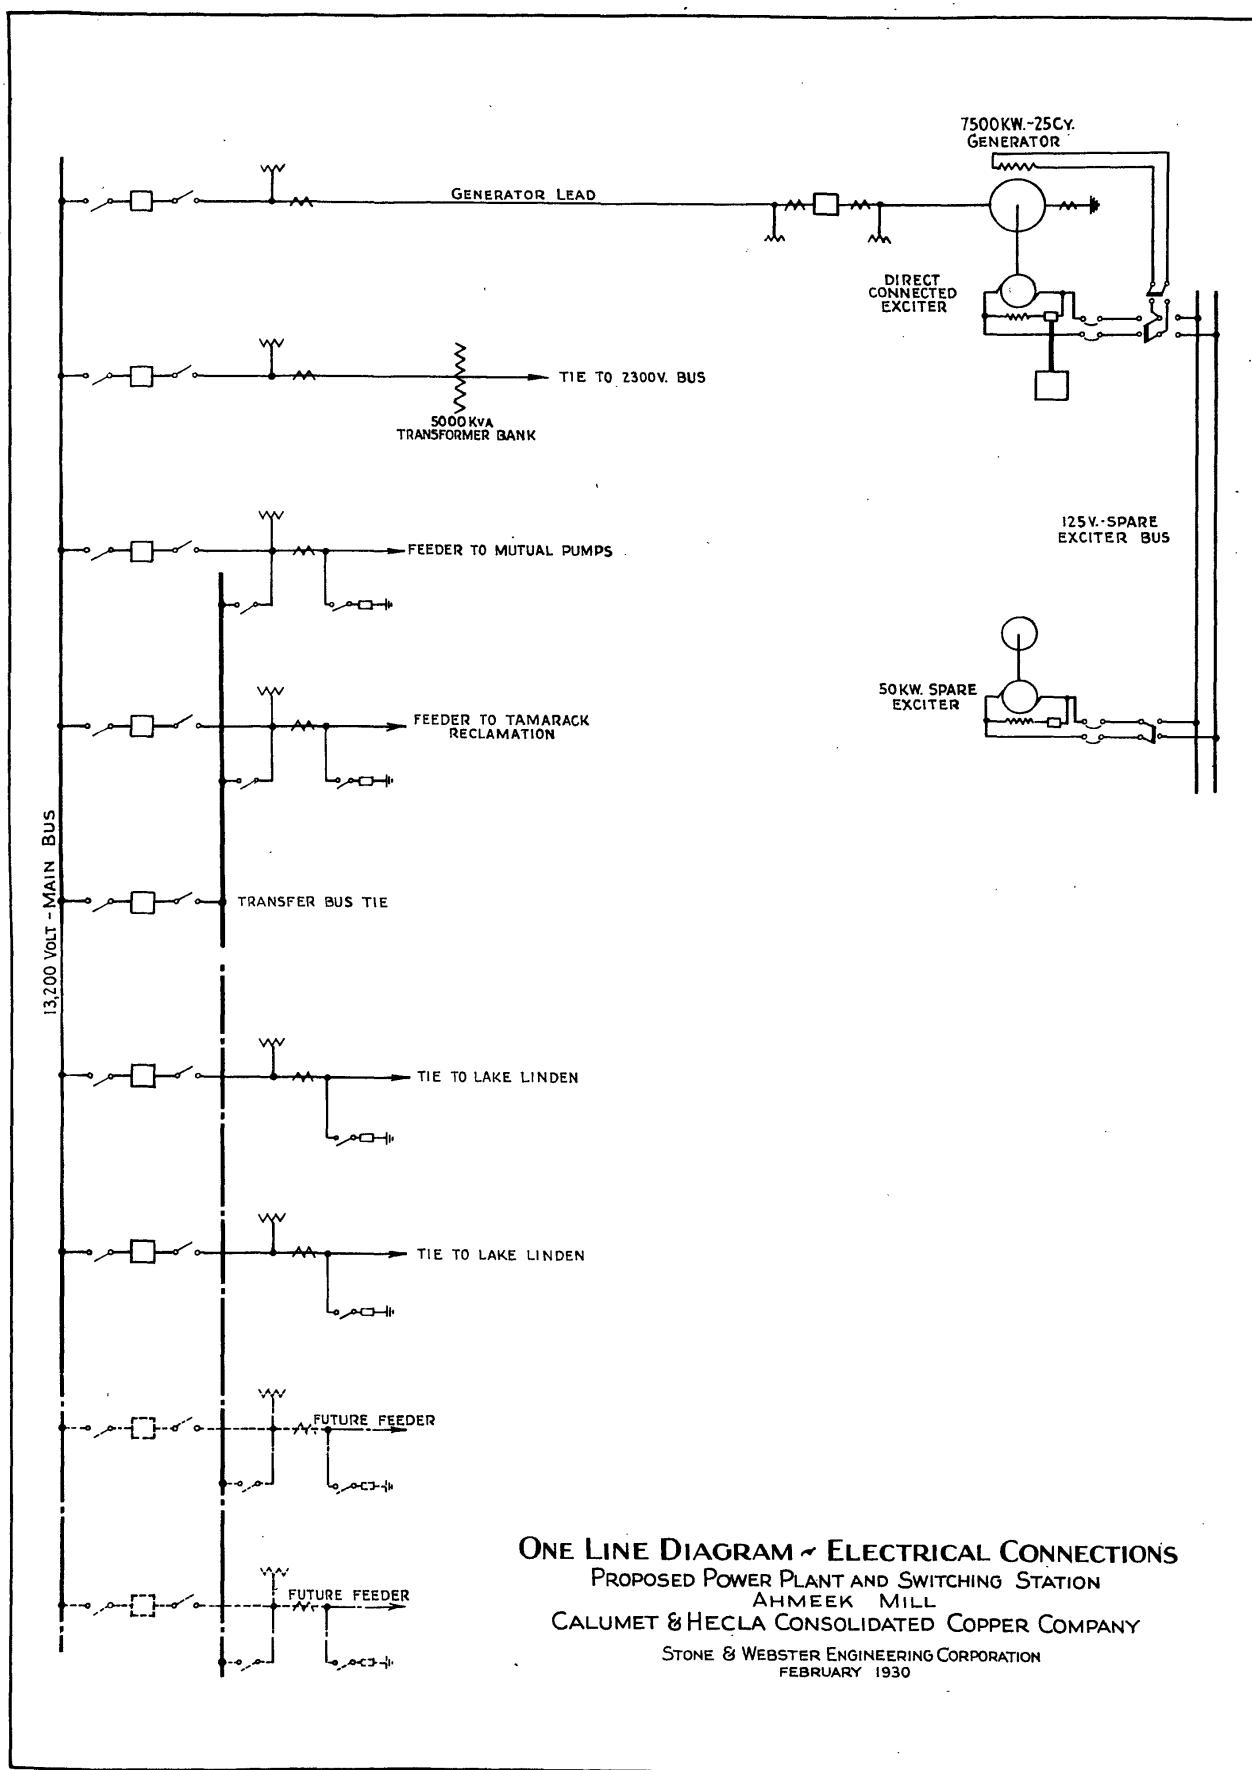 7500KW.-25CY.
GENERATOR
GENERATOR LEAD
DIRECT
CONNECTED
EXCITER
TIE TO 2300V. BUS
5000KVA
TRANSFORMER BANK
125V.-SPARE
EXCITER BUS
FEEDER TO MUTUAL PUMPS
50KW. SPARE
EXCITER
FEEDER TO TAMARACK
RECLAMATION
13,200 VOLT - MAIN BUS
TRANSFER BUS TIE
TIE TO LAKE LINDEN
TIE TO LAKE LINDEN
FUTURE FEEDER
FUTURE FEEDER
ONE LINE DIAGRAM ~ ELECTRICAL CONNECTIONS
PROPOSED POWER PLANT AND SWITCHING STATION
AHMEEK MILL
CALUMET & HECLA CONSOLIDATED COPPER COMPANY
STONE & WEBSTER ENGINEERING CORPORATION
FEBRUARY 1930